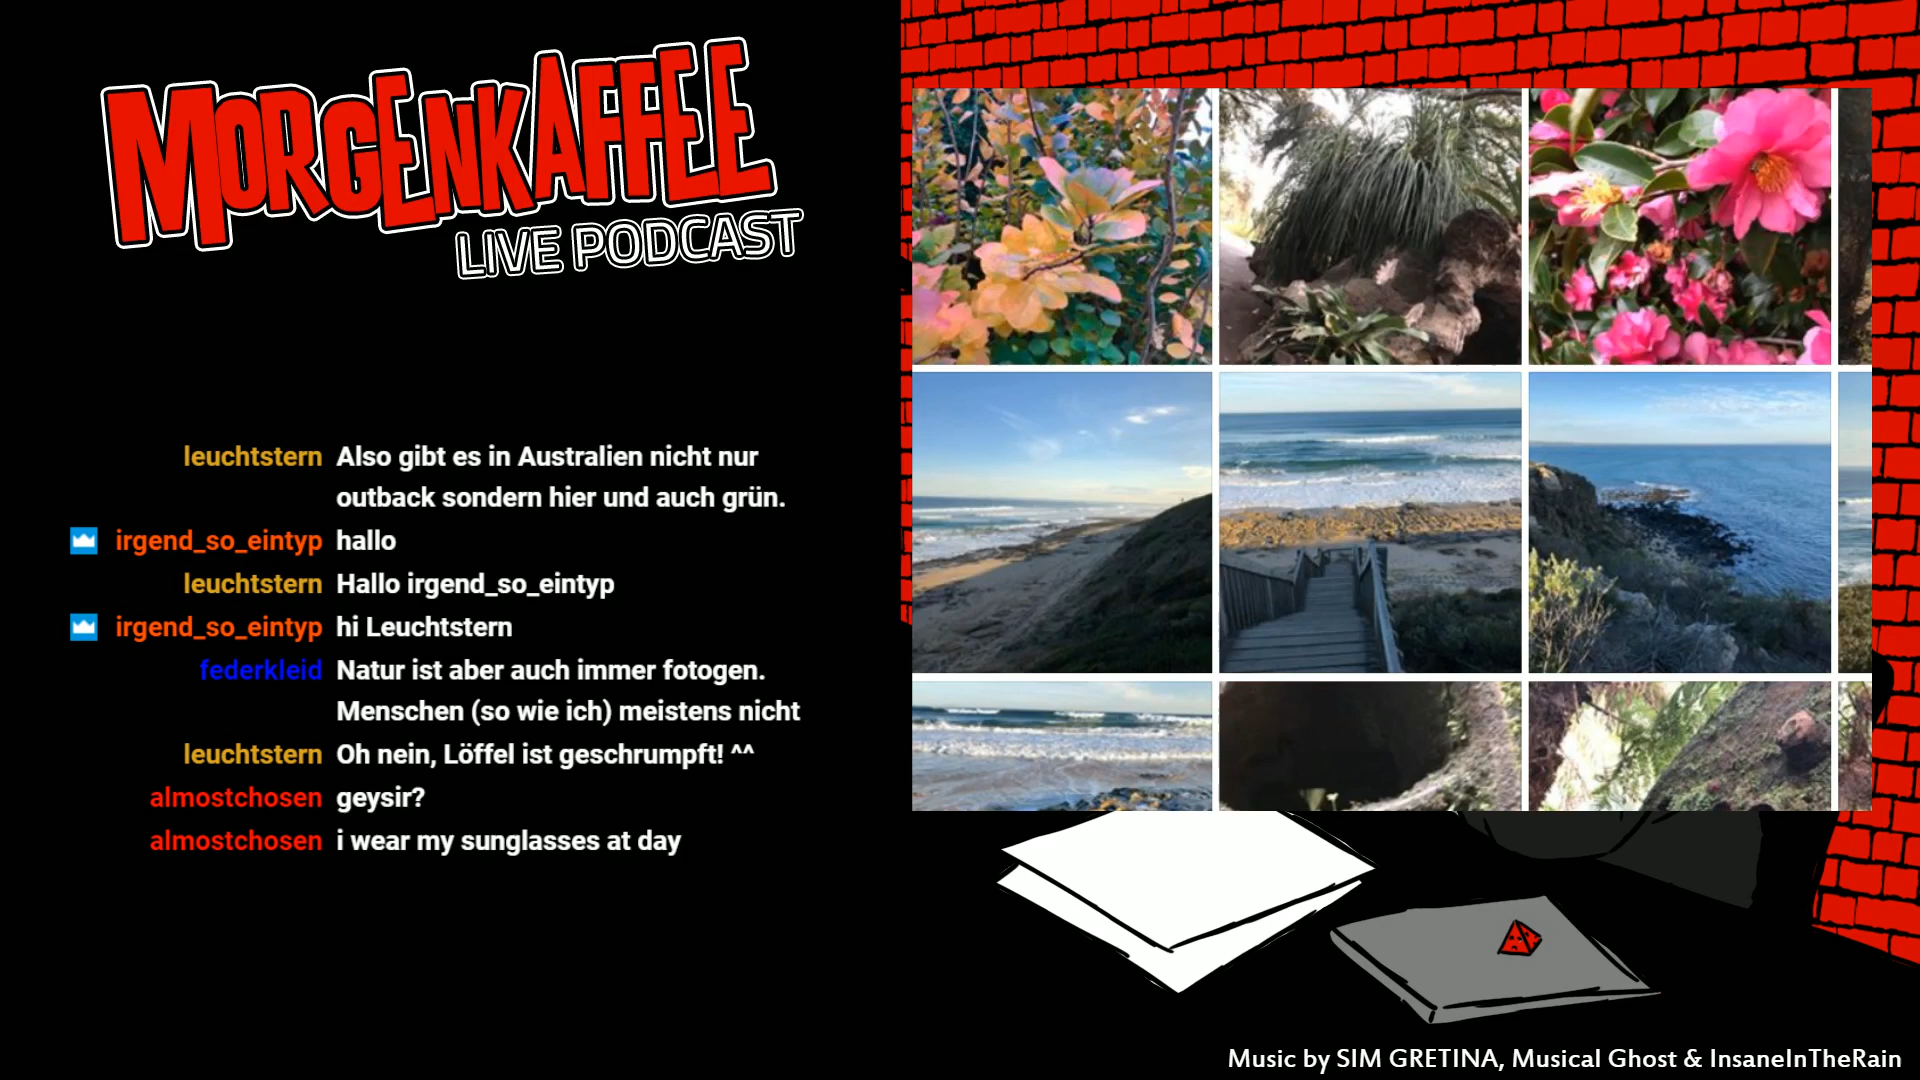 MORGENKAFFEE
LIVE PODCAST
leuchtstern Also gibt es in Australien nicht nur
outback sondern hier und auch grün.
irgend_so_eintyp hallo
leuchtstern Hallo irgend_so_eintyp
irgend_so_eintyp hi Leuchtstern
federkleid Natur ist aber auch immer fotogen.
Menschen (so wie ich) meistens nicht
leuchtstern Oh nein, Löffel ist geschrumpft! ^^
almostchosen geysir?
almostchosen i wear my sunglasses at day
Music by SIM GRETINA, Musical Ghost & InsaneInTheRain